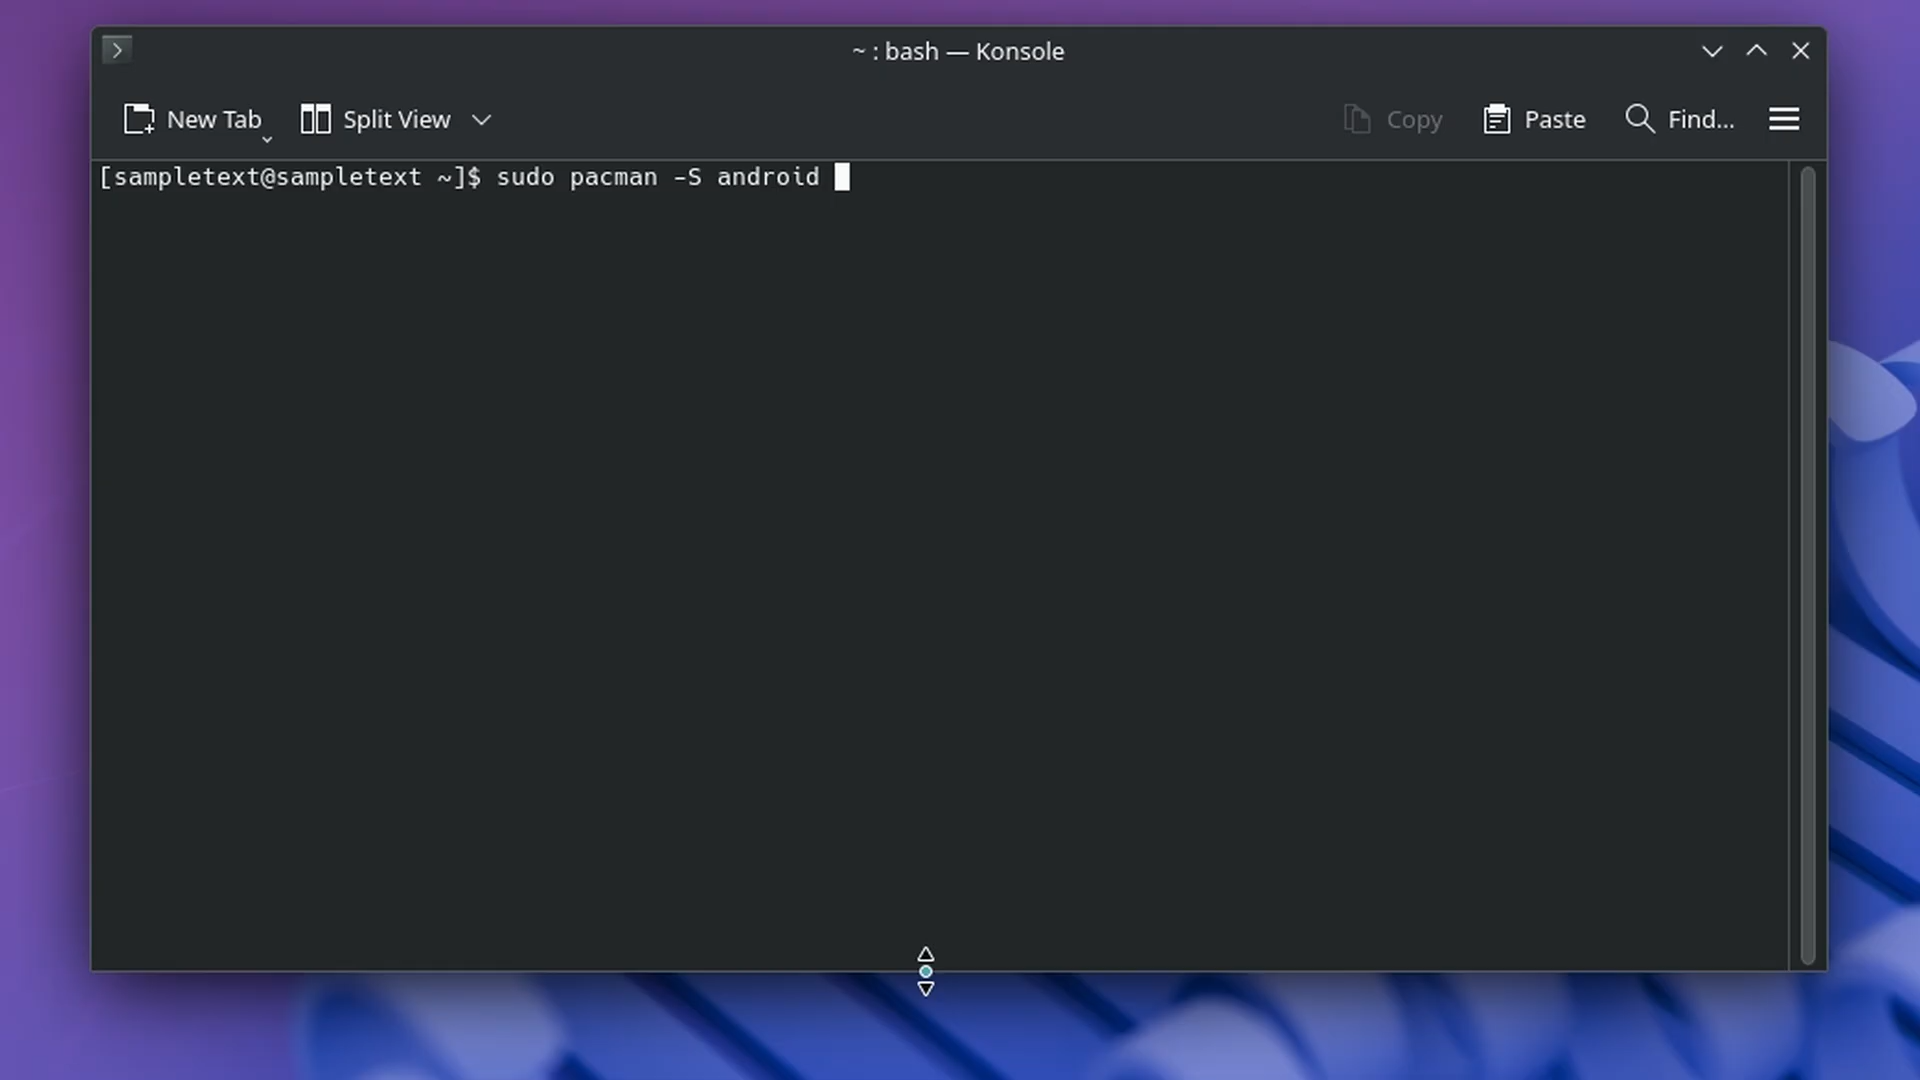 ~ : bash — Konsole
New Tab Split View Copy Paste Find...
[sampletext@sampletext ~]$ sudo pacman -S android